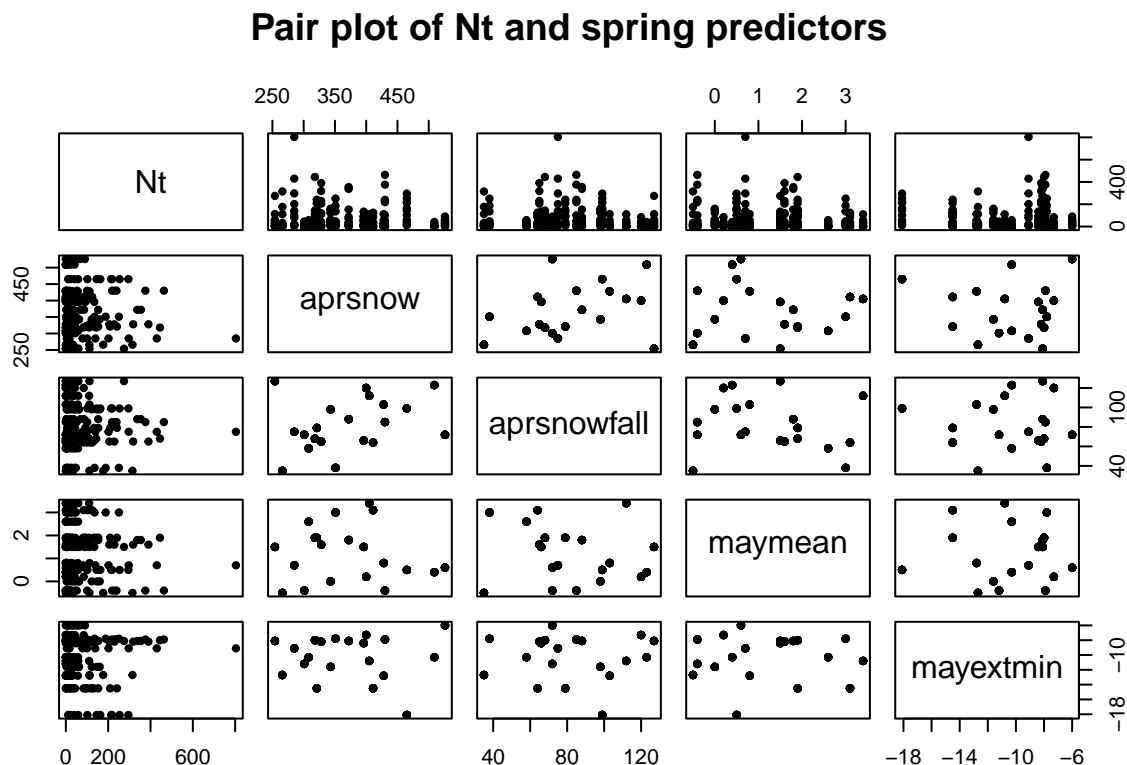 Pair plot of Nt and spring predictors
250 350 450
0 1 2 3
Nt
0 400
250 450
aprsnow
aprsnowfall
40 100
0 2
maymean
mayextmin
−18 −10
0 200 600
40 80 120
−18 −14 −10 −6